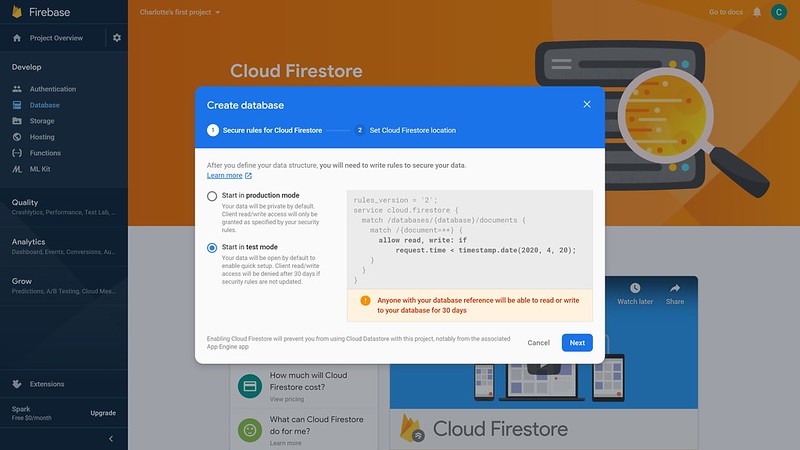 Firebase
Project Overview
Develop
Authentication
Database
Storage
Hosting
Functions
ML Kit
Quality
Crashlytics, Performance, Test Lab, ...
Analytics
Dashboard, Events, Conversions, Au...
Grow
Predictions, A/B Testing, Cloud Mes...
Extensions
Spark
Free $0/month
Upgrade
Charlotte's first project
Go to docs
C
Cloud Firestore
Create database
1 Secure rules for Cloud Firestore
2 Set Cloud Firestore location
After you define your data structure, you will need to write rules to secure your data.
Learn more
Start in production mode
Your data will be private by default.
Client read/write access will only be
granted as specified by your security
rules.
Start in test mode
Your data will be open by default to
enable quick setup. Client read/write
access will be denied after 30 days if
security rules are not updated.
rules_version = '2';
service cloud.firestore {
match /databases/{database}/documents {
match /{document=**} {
allow read, write: if
request.time < timestamp.date(2020, 4, 20);
}
}
}
Anyone with your database reference will be able to read or write
to your database for 30 days
Enabling Cloud Firestore will prevent you from using Cloud Datastore with this project, notably from the associated
App Engine app
Cancel
Next
Watch later
Share
How much will Cloud
Firestore cost?
View pricing
What can Cloud Firestore
do for me?
Learn more
Cloud Firestore